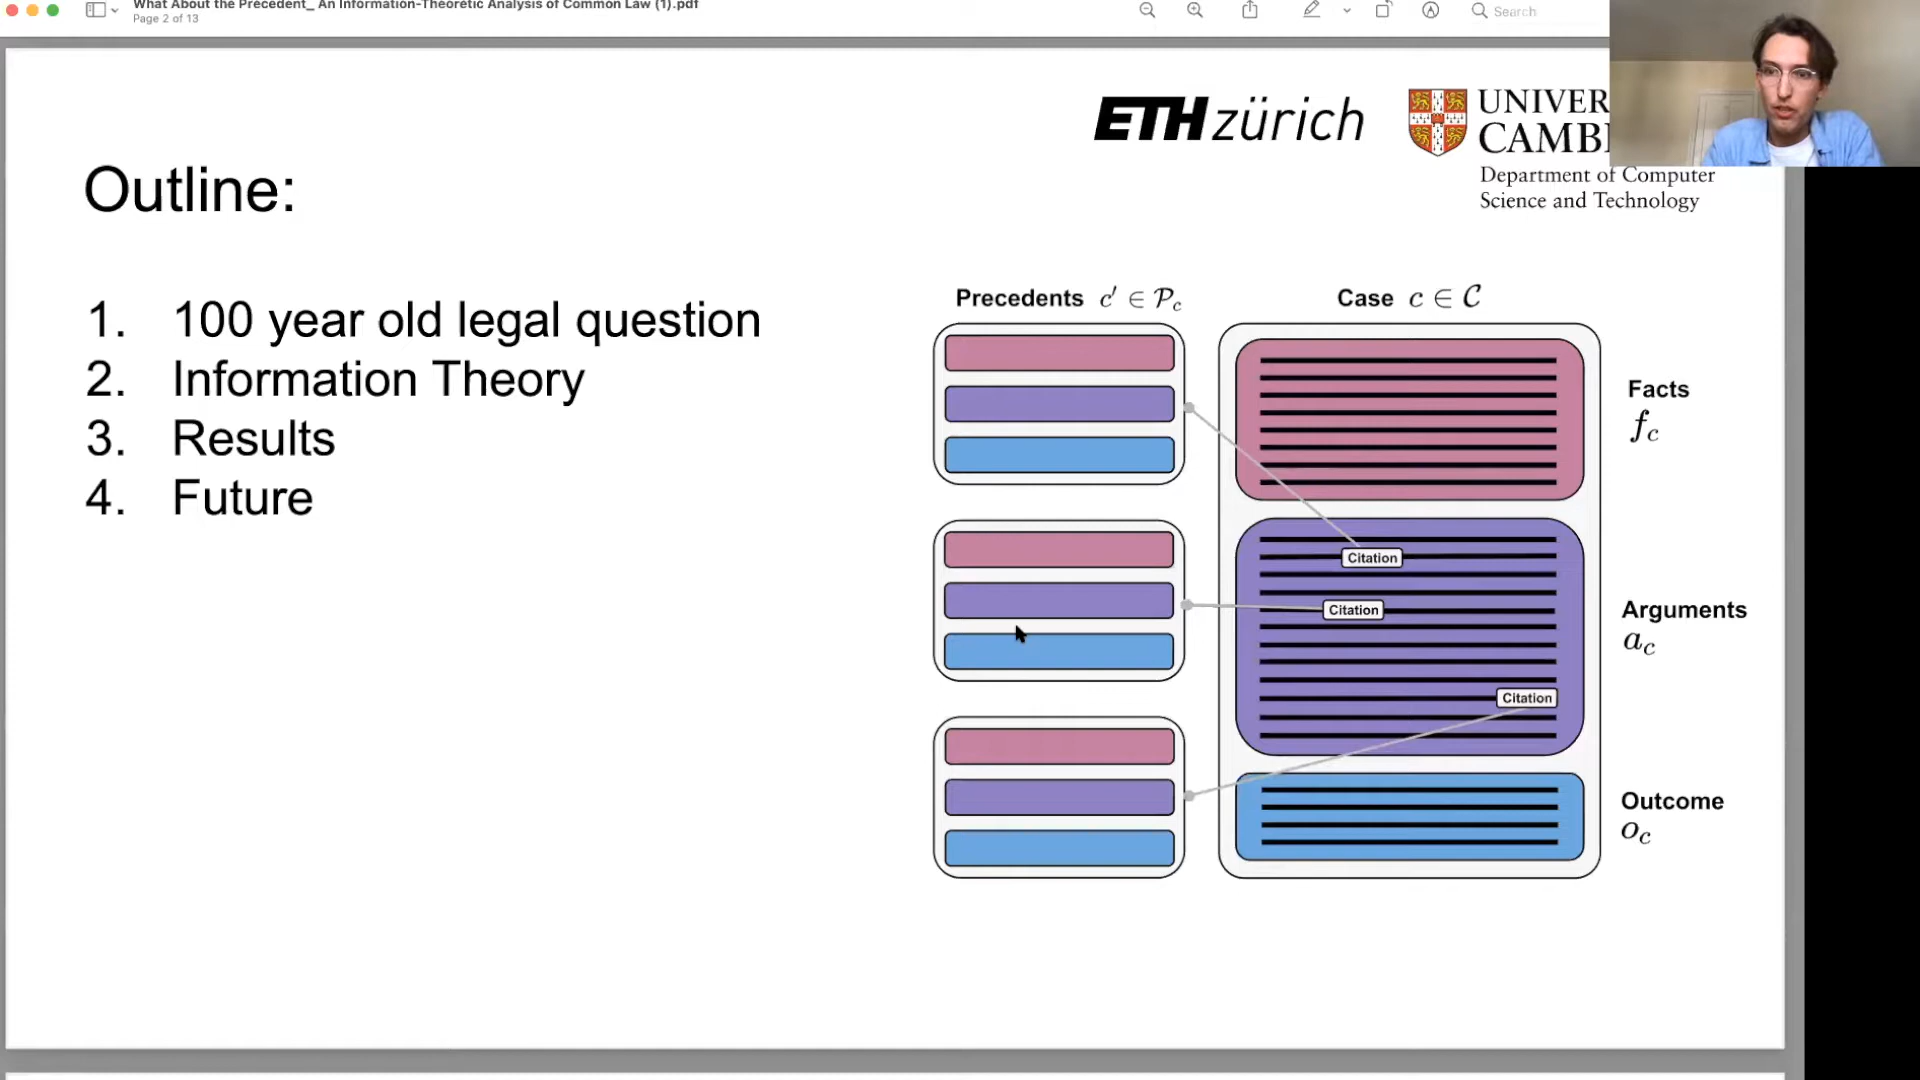 What About the Precedent_ An Information-Theoretic Analysis of Common Law (1).pdf
Page 2 of 13
Search
ETH zürich
Department of Computer
Science and Technology
Outline:
1. 100 year old legal question
2. Information Theory
3. Results
4. Future
Precedents c′ ∈ 𝒫c
Case c ∈ 𝒞
Facts
fc
Citation
Citation
Citation
Arguments
ac
Outcome
oc